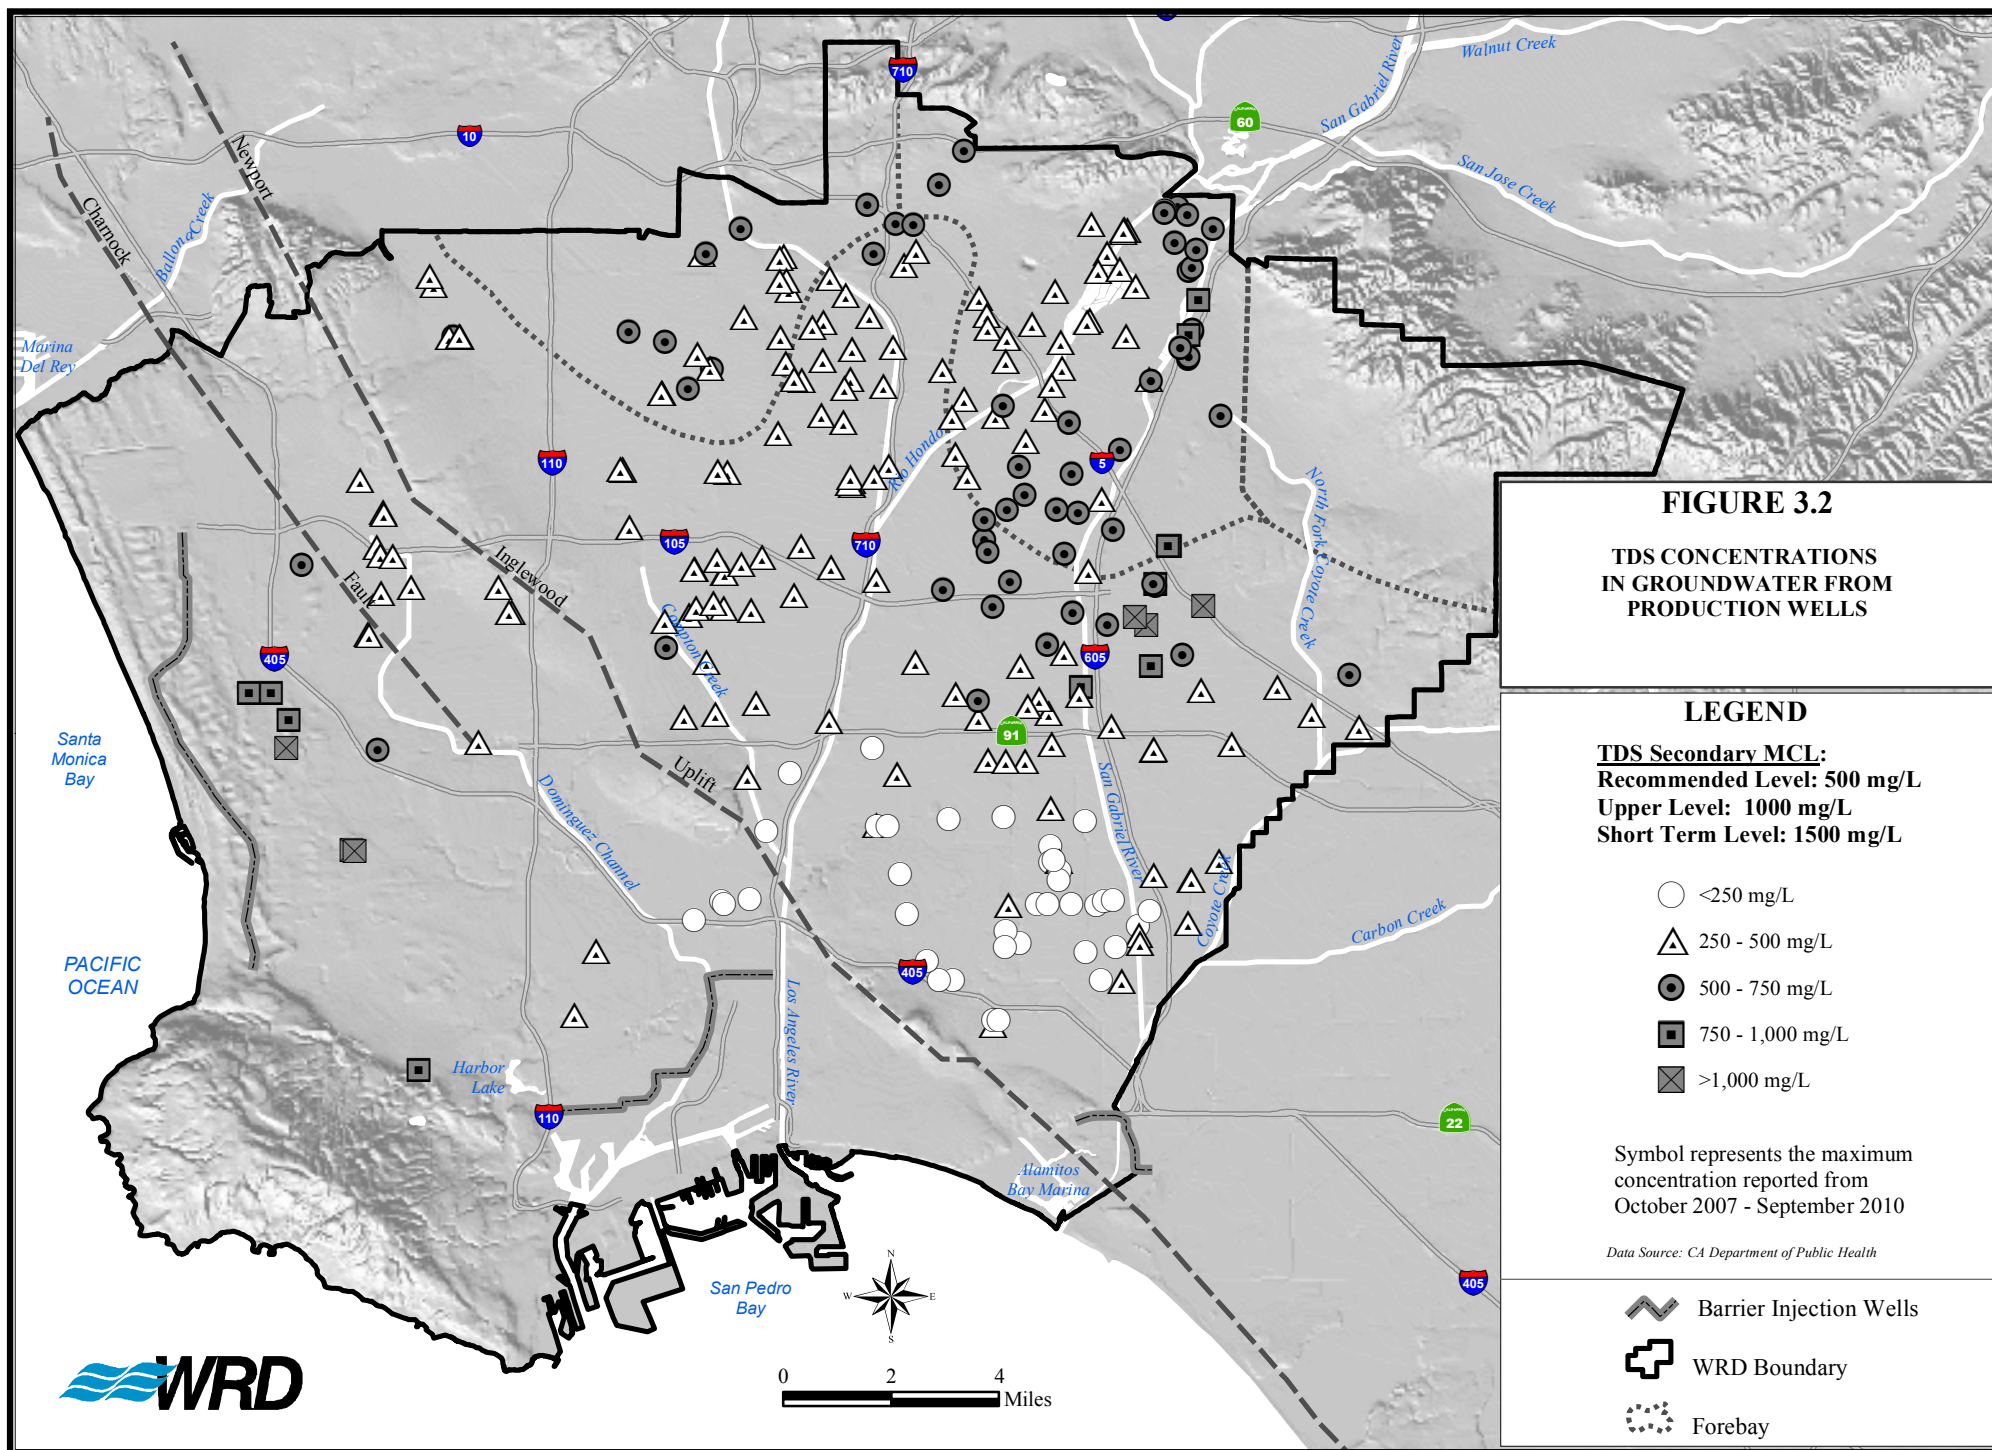 FIGURE 3.2
TDS CONCENTRATIONS
IN GROUNDWATER FROM
PRODUCTION WELLS
LEGEND
TDS Secondary MCL:
Recommended Level: 500 mg/L
Upper Level: 1000 mg/L
Short Term Level: 1500 mg/L
<250 mg/L
250 - 500 mg/L
500 - 750 mg/L
750 - 1,000 mg/L
>1,000 mg/L
Symbol represents the maximum
concentration reported from
October 2007 - September 2010
Data Source: CA Department of Public Health
Barrier Injection Wells
WRD Boundary
Forebay
Walnut Creek
San Gabriel River
San Jose Creek
710
60
10
Newport
Charnock
Ballona Creek
Marina
Del Rey
110
5
Rio Hondo
North Fork Coyote Creek
105
710
Inglewood
Fault
Compton Creek
405
605
91
Santa
Monica
Bay
Uplift
Dominguez Channel
San Gabriel River
Coyote Creek
Carbon Creek
PACIFIC
OCEAN
405
Los Angeles River
Harbor
Lake
110
22
Alamitos
Bay Marina
San Pedro
Bay
405
N
W
E
S
0 2 4
Miles
WRD